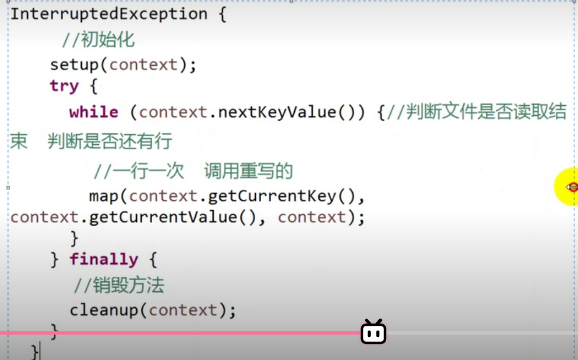 InterruptedException {
//初始化
setup(context);
try {
while (context.nextKeyValue()) {//判断文件是否读取结
束 判断是否还有行
//一行一次 调用重写的
map(context.getCurrentKey(),
context.getCurrentValue(), context);
}
} finally {
//销毁方法
cleanup(context);
}
}